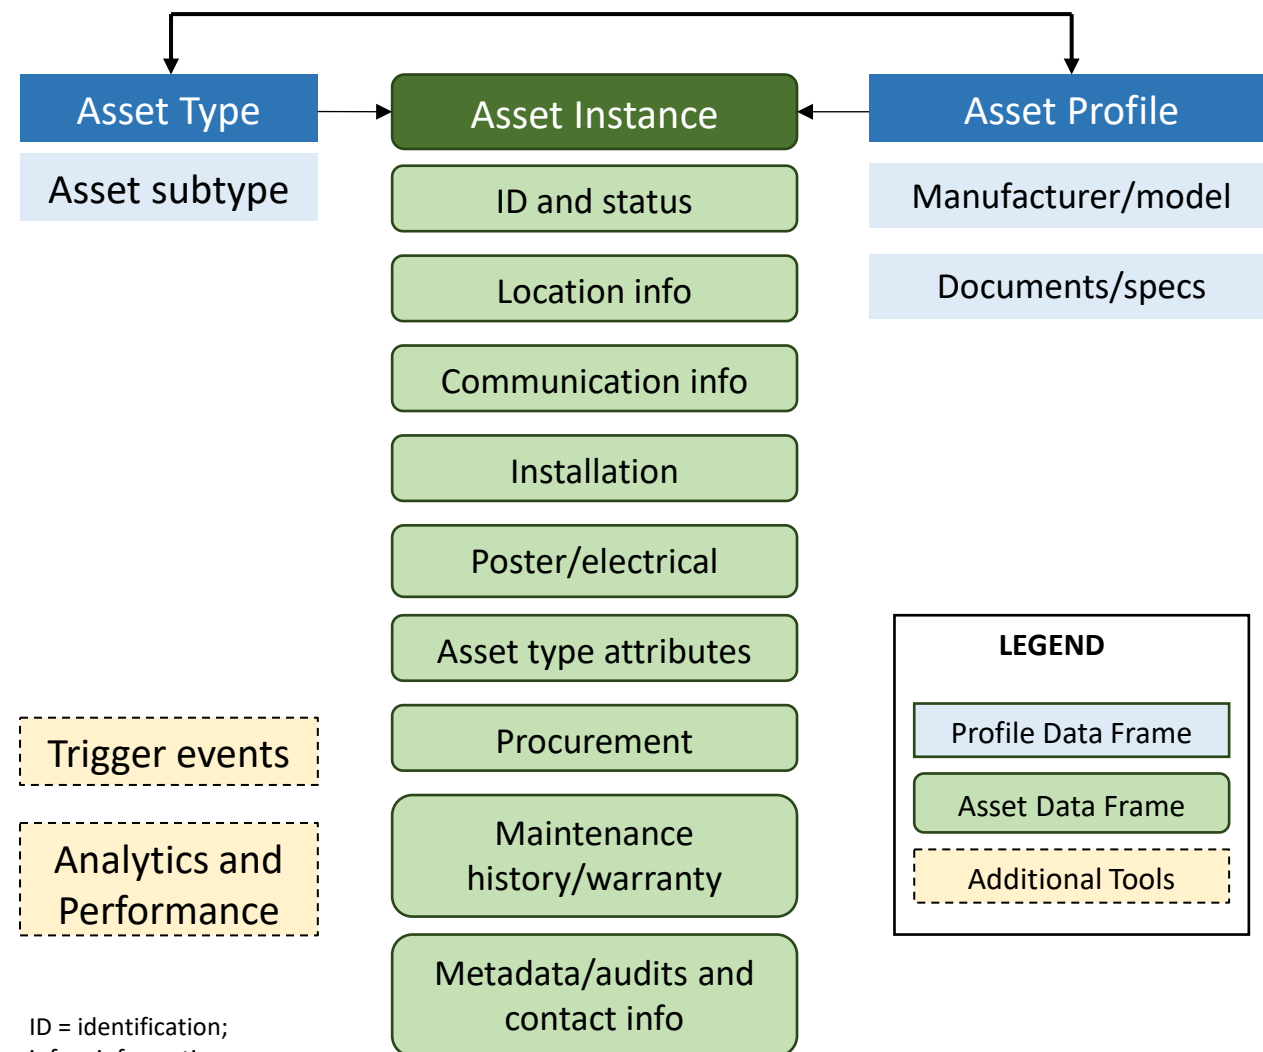 Asset Type
Asset subtype
Asset Instance
ID and status
Location info
Communication info
Installation
Poster/electrical
Asset type attributes
Procurement
Maintenance
history/warranty
Metadata/audits and
contact info
Asset Profile
Manufacturer/model
Documents/specs
Trigger events
Analytics and
Performance
LEGEND
Profile Data Frame
Asset Data Frame
Additional Tools
ID = identification;